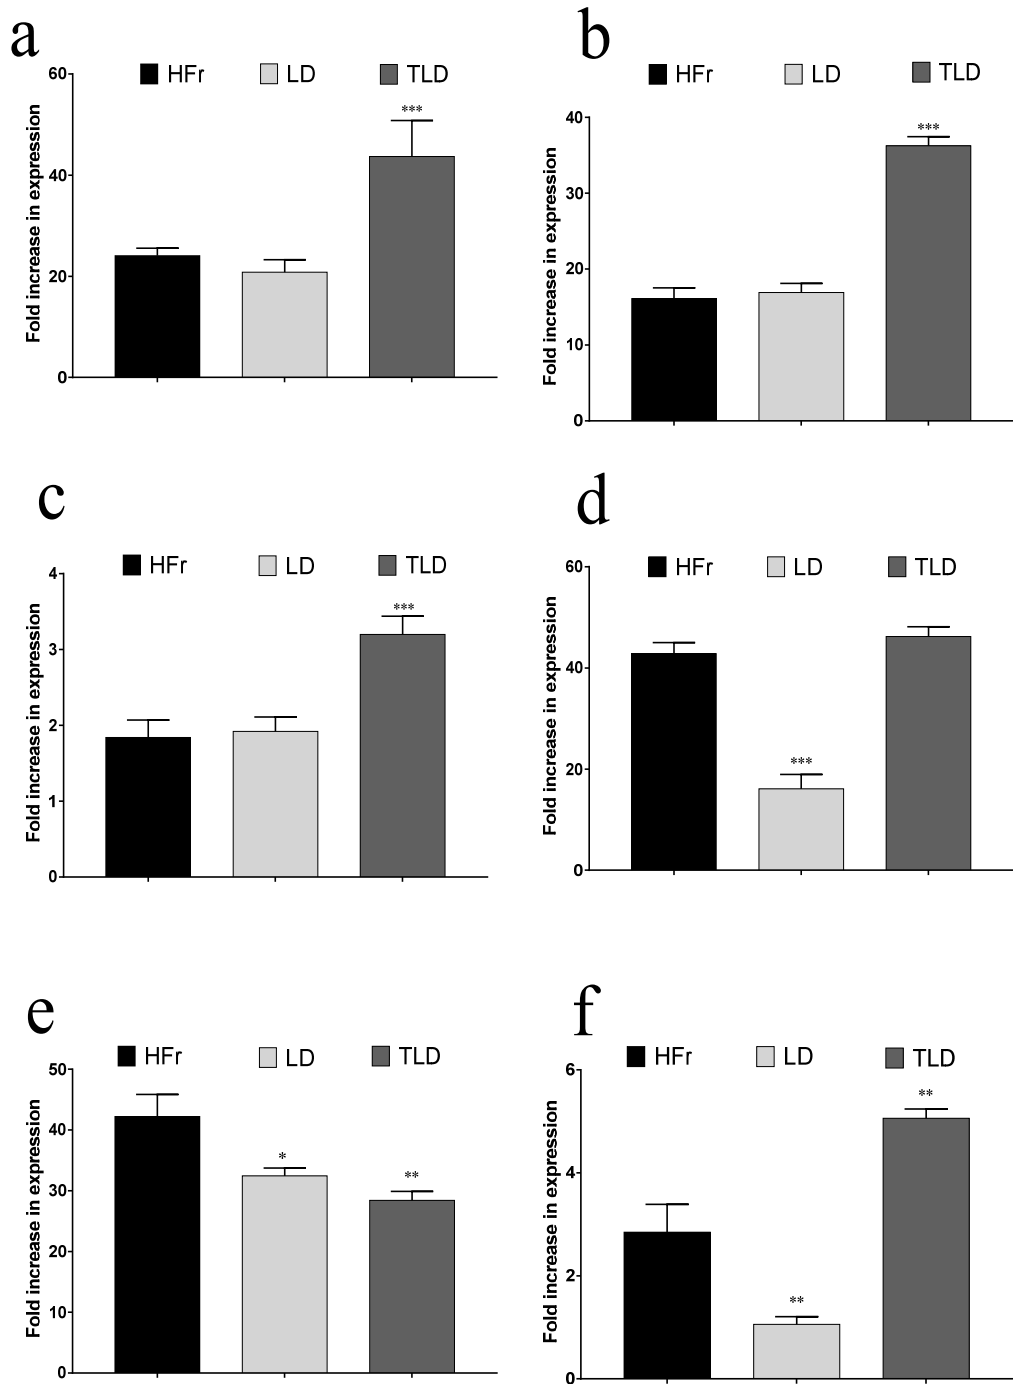 a
HFr LD TLD
Fold increase in expression
60
40
20
0
***
b
HFr LD TLD
Fold increase in expression
40
30
20
10
0
***
c
HFr LD TLD
Fold increase in expression
4
3
2
1
0
***
d
HFr LD TLD
Fold increase in expression
60
40
20
0
***
e
HFr LD TLD
Fold increase in expression
50
40
30
20
10
0
*
**
f
HFr LD TLD
Fold increase in expression
6
4
2
0
**
**